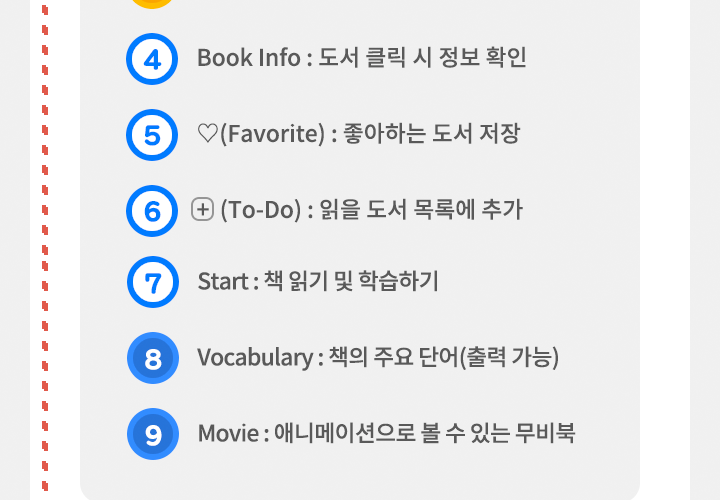 4 Book Info : 도서 클릭 시 정보 확인
5 ♡(Favorite) : 좋아하는 도서 저장
6 + (To-Do) : 읽을 도서 목록에 추가
7 Start : 책 읽기 및 학습하기
8 Vocabulary : 책의 주요 단어(출력 가능)
9 Movie : 애니메이션으로 볼 수 있는 무비북